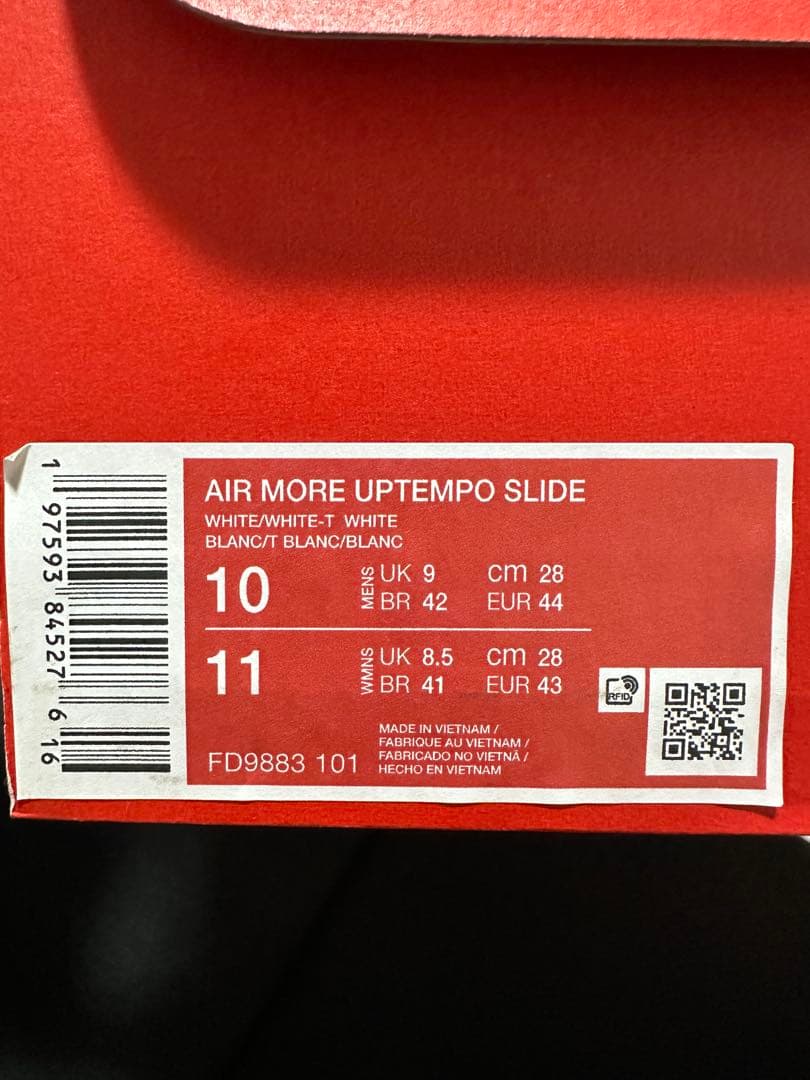 AIR MORE UPTEMPO SLIDE
WHITE/WHITE-T WHITE
BLANC/T BLANC/BLANC
10 MENS UK 9 cm 28
BR 42 EUR 44
11 WMNS UK 8.5 cm 28
BR 41 EUR 43
RFID
FD9883 101
MADE IN VIETNAM /
FABRIQUE AU VIETNAM /
FABRICADO NO VIETNÃ /
HECHO EN VIETNAM
1 97593 84527 6 16